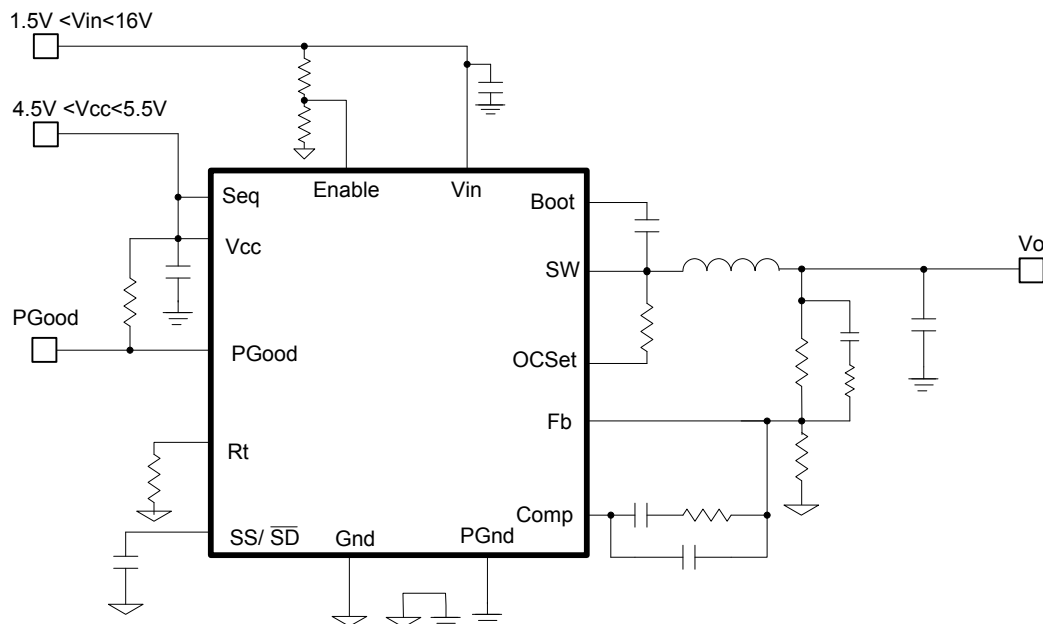 1.5V <Vin<16V
4.5V <Vcc<5.5V
Enable
Vin
Seq
Boot
Vcc
SW
Vo
PGood
PGood
OCSet
Fb
Rt
Comp
SS/ SD
Gnd
PGnd